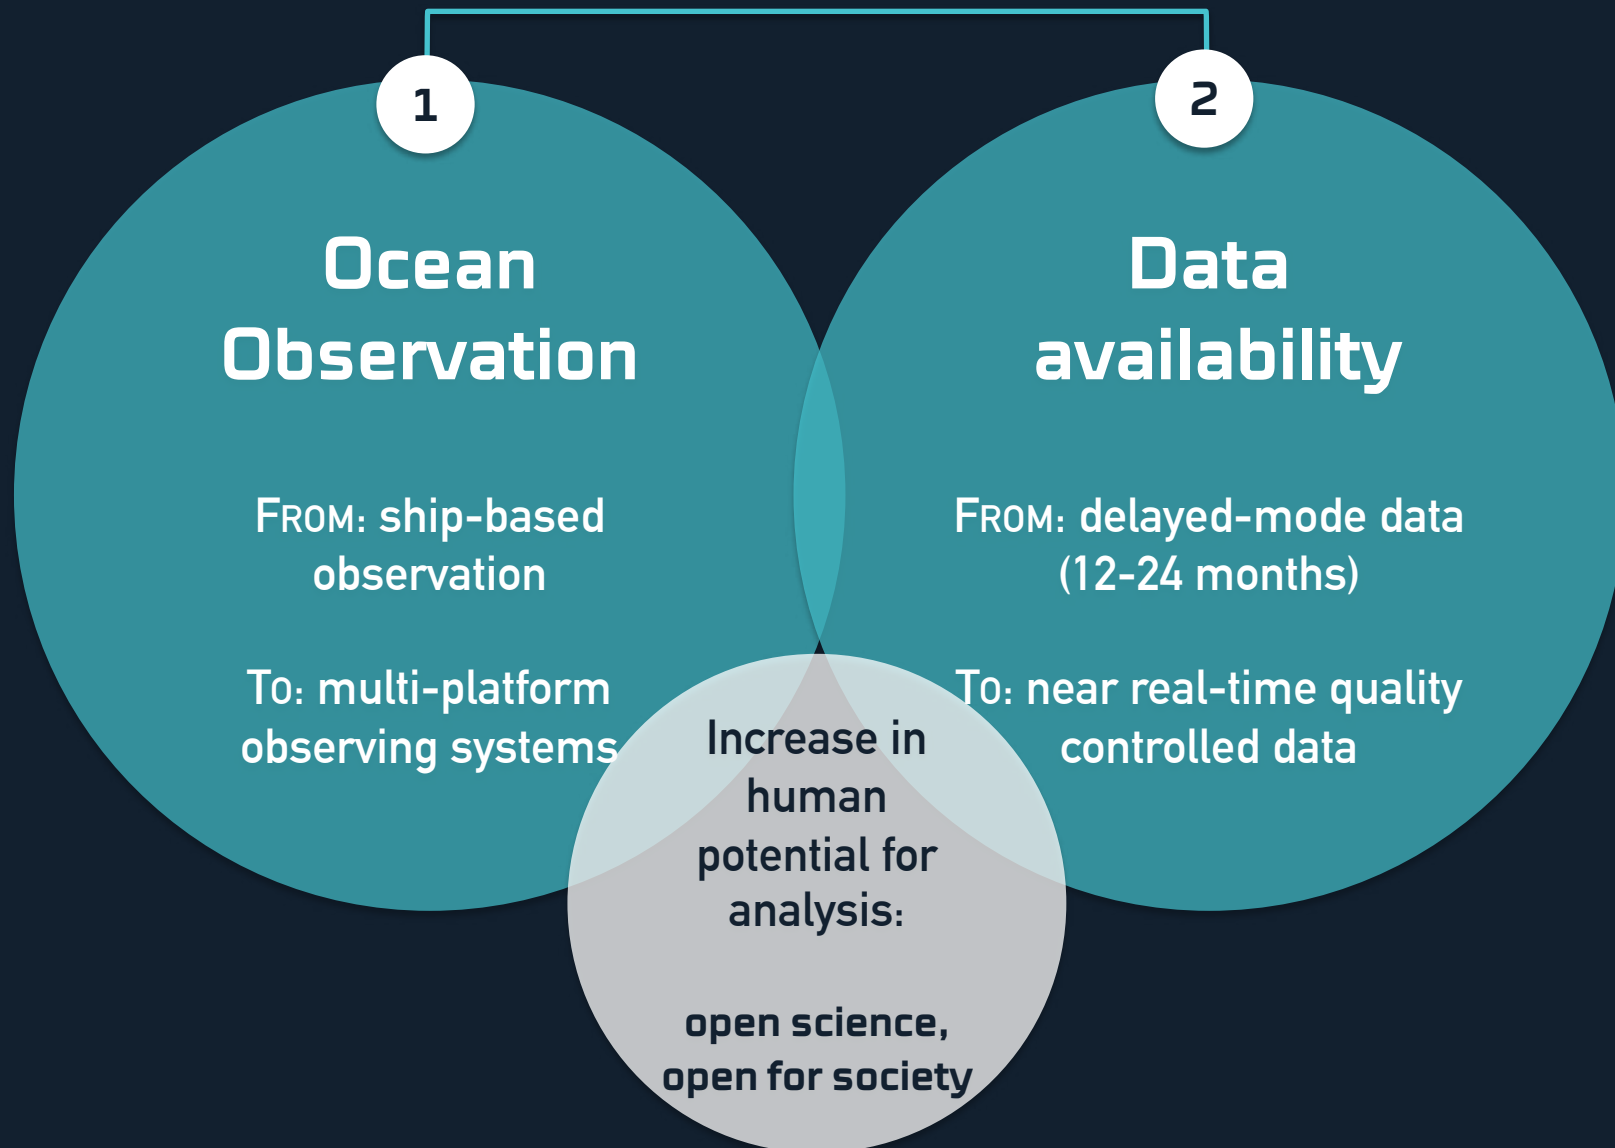 1
Ocean
Observation
FROM: ship-based
observation
TO: multi-platform
observing systems
2
Data
availability
FROM: delayed-mode data
(12-24 months)
TO: near real-time quality
controlled data
Increase in
human
potential for
analysis:
open science,
open for society